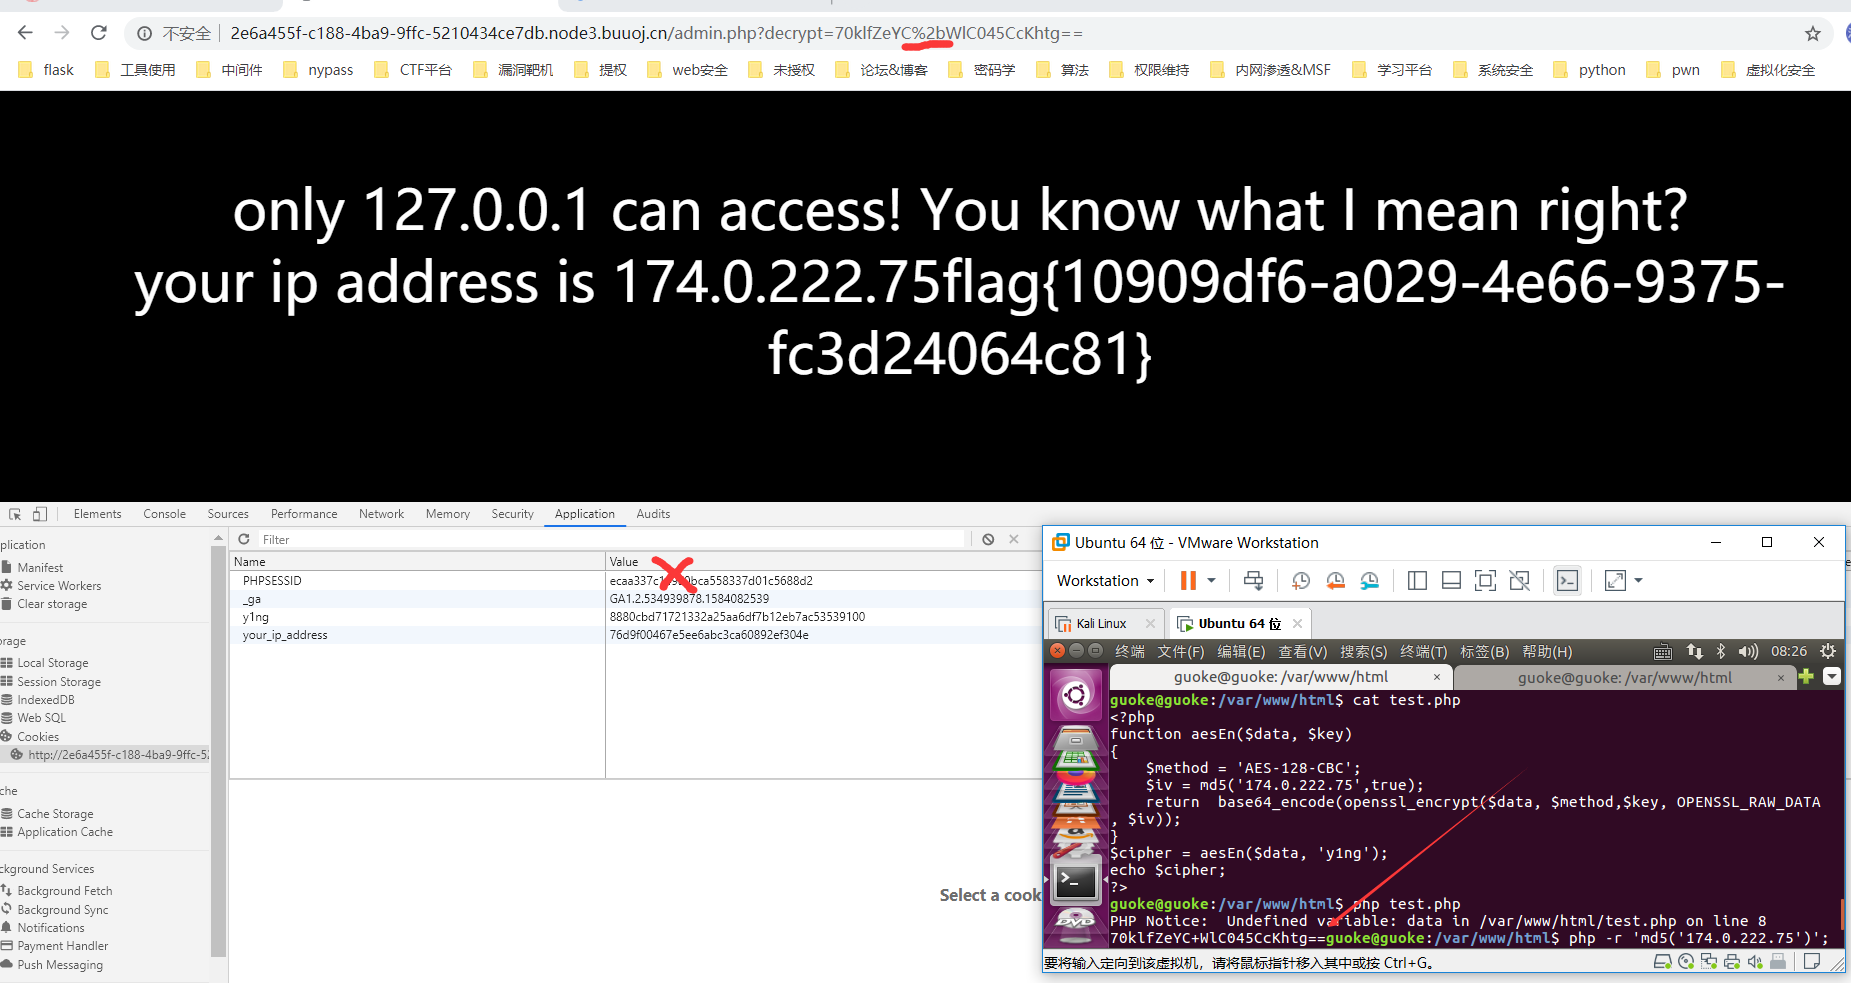 不安全 2e6a455f-c188-4ba9-9ffc-5210434ce7db.node3.buuoj.cn/admin.php?decrypt=70klfZeYC%2bWlC045CcKhtg==
flask 工具使用 中间件 nypass CTF平台 漏洞靶机 提权 web安全 未授权 论坛&博客 密码学 算法 权限维持 内网渗透&MSF 学习平台 系统安全 python pwn 虚拟化安全
only 127.0.0.1 can access! You know what I mean right?
your ip address is 174.0.222.75flag{10909df6-a029-4e66-9375-
fc3d24064c81}
Elements Console Sources Performance Network Memory Security Application Audits
plication
Manifest
Service Workers
Clear storage
orage
Local Storage
Session Storage
IndexedDB
Web SQL
Cookies
http://2e6a455f-c188-4ba9-9ffc-52
che
Cache Storage
Application Cache
ckground Services
Background Fetch
Background Sync
Notifications
Payment Handler
Push Messaging
Filter
Name Value
PHPSESSID
_ga GA1.2.534939878.1584082539
y1ng 8880cbd71721332a25aa6df7b12eb7ac53539100
your_ip_address 76d9f00467e5ee6abc3ca60892ef304e
Select a cook
Ubuntu 64 位 - VMware Workstation
Workstation
Kali Linux Ubuntu 64 位
终端 文件(F) 编辑(E) 查看(V) 搜索(S) 终端(T) 标签(B) 帮助(H) 08:26
guoke@guoke: /var/www/html guoke@guoke: /var/www/html
guoke@guoke:/var/www/html$ cat test.php
<?php
function aesEn($data, $key)
{
$method = 'AES-128-CBC';
$iv = md5('174.0.222.75',true);
return base64_encode(openssl_encrypt($data, $method,$key, OPENSSL_RAW_DATA
, $iv));
}
$cipher = aesEn($data, 'y1ng');
echo $cipher;
?>
guoke@guoke:/var/www/html$ php test.php
PHP Notice: Undefined variable: data in /var/www/html/test.php on line 8
70klfZeYC+WlC045CcKhtg==guoke@guoke:/var/www/html$ php -r 'md5('174.0.222.75')';
要将输入定向到该虚拟机，请将鼠标指针移入其中或按 Ctrl+G。